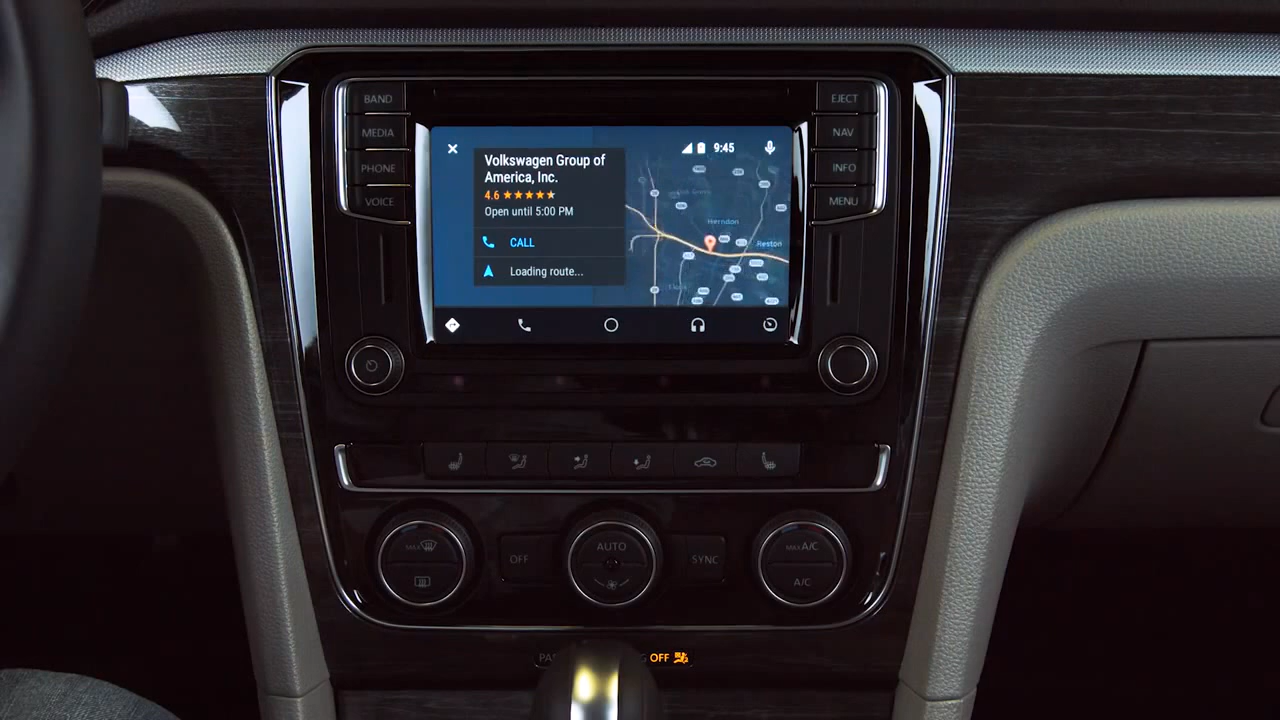 BAND
MEDIA
PHONE
VOICE
EJECT
NAV
INFO
MENU
9:45
Volkswagen Group of
America, Inc.
4.6
Open until 5:00 PM
CALL
Loading route...
Herndon
Reston
MAX
OFF
AUTO
SYNC
MAX A/C
A/C
OFF